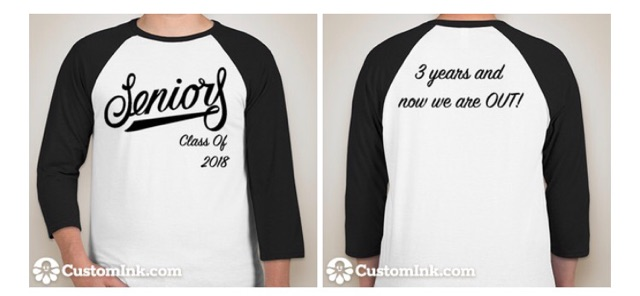 Seniors
Class Of
2018
CustomInk.com
3 years and
now we are OUT!
CustomInk.com